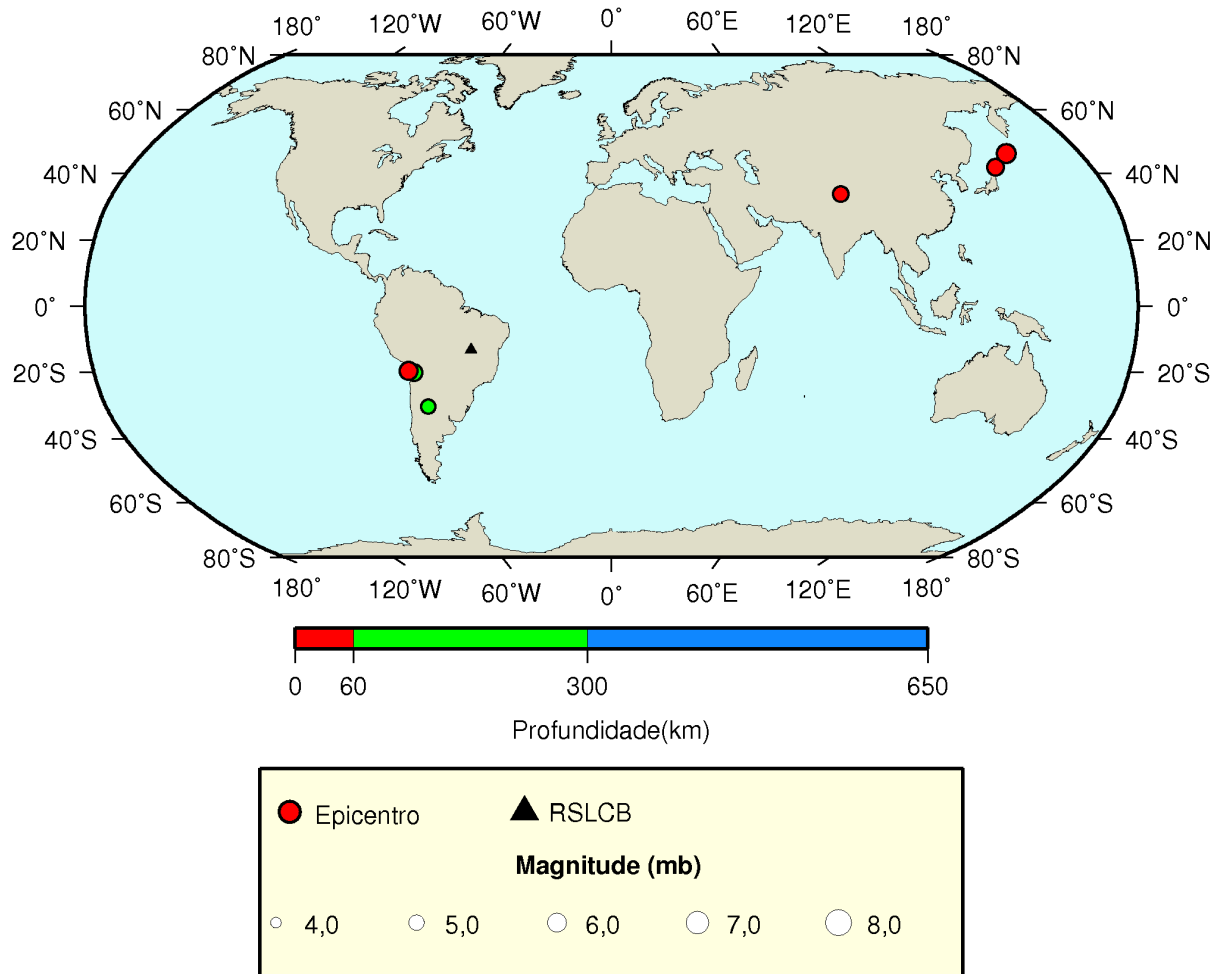 180˚ 120˚W 60˚W 0˚ 60˚E 120˚E 180˚
80˚N 80˚N
60˚N 60˚N
40˚N 40˚N
20˚N 20˚N
0˚ 0˚
20˚S 20˚S
40˚S 40˚S
60˚S 60˚S
80˚S 80˚S
180˚ 120˚W 60˚W 0˚ 60˚E 120˚E 180˚
0 60 300 650
Profundidade(km)
Epicentro RSLCB
Magnitude (mb)
4,0 5,0 6,0 7,0 8,0